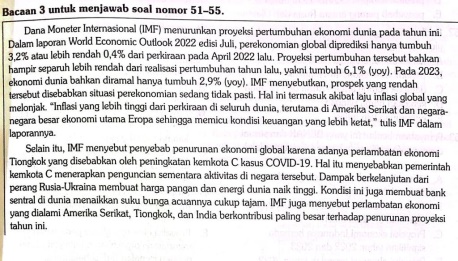 Bacaan 3 untuk menjawab soal nomor 51–55.
Dana Moneter Internasional (IMF) menurunkan proyeksi pertumbuhan ekonomi dunia pada tahun ini.
Dalam laporan World Economic Outlook 2022 edisi Juli, perekonomian global diprediksi hanya tumbuh
3,2% atau lebih rendah 0,4% dari perkiraan pada April 2022 lalu. Proyeksi pertumbuhan tersebut bahkan
hampir separuh lebih rendah dari realisasi pertumbuhan tahun lalu, yakni tumbuh 6,1% (yoy). Pada 2023,
ekonomi dunia bahkan diramal hanya tumbuh 2,9% (yoy). IMF menyebutkan, prospek yang rendah
tersebut disebabkan situasi perekonomian sedang tidak pasti. Hal ini termasuk akibat laju inflasi global yang
melonjak. "Inflasi yang lebih tinggi dari perkiraan di seluruh dunia, terutama di Amerika Serikat dan negara-
negara besar ekonomi utama Eropa sehingga memicu kondisi keuangan yang lebih ketat," tulis IMF dalam
laporannya.
Selain itu, IMF menyebut penyebab penurunan ekonomi global karena adanya perlambatan ekonomi
Tiongkok yang disebabkan oleh peningkatan kemkota C kasus COVID-19. Hal itu menyebabkan pemerintah
kemkota C menerapkan penguncian sementara aktivitas di negara tersebut. Dampak berkelanjutan dari
perang Rusia-Ukraina membuat harga pangan dan energi dunia naik tinggi. Kondisi ini juga membuat bank
sentral di dunia menaikkan suku bunga acuannya cukup tajam. IMF juga menyebut perlambatan ekonomi
yang dialami Amerika Serikat, Tiongkok, dan India berkontribusi paling besar terhadap penurunan proyeksi
tahun ini.